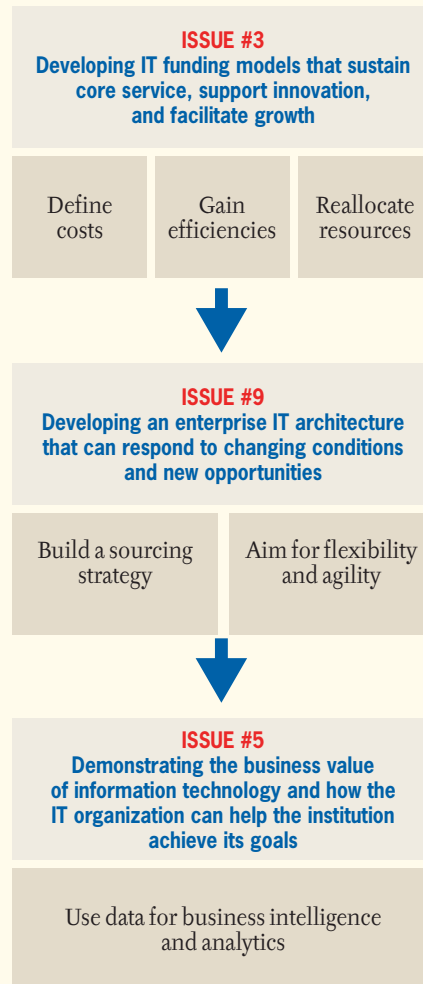 ISSUE #3
Developing IT funding models that sustain
core service, support innovation,
and facilitate growth
Define
costs
Gain
efficiencies
Reallocate
resources
ISSUE #9
Developing an enterprise IT architecture
that can respond to changing conditions
and new opportunities
Build a sourcing
strategy
Aim for flexibility
and agility
ISSUE #5
Demonstrating the business value
of information technology and how the
IT organization can help the institution
achieve its goals
Use data for business intelligence
and analytics